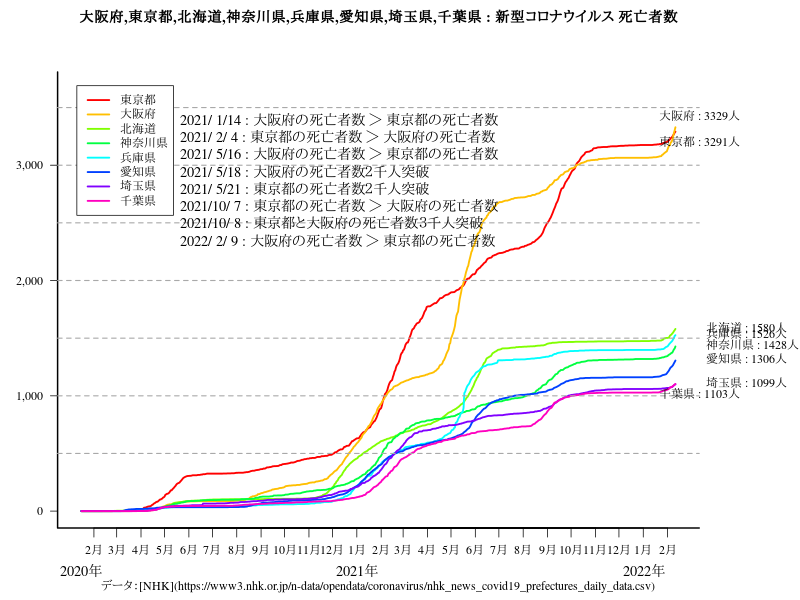 大阪府,東京都,北海道,神奈川県,兵庫県,愛知県,埼玉県,千葉県 : 新型コロナウイルス 死亡者数
東京都
大阪府
北海道
神奈川県
兵庫県
愛知県
埼玉県
千葉県
2021/ 1/14 : 大阪府の死亡者数 ＞ 東京都の死亡者数
2021/ 2/ 4 : 東京都の死亡者数 ＞ 大阪府の死亡者数
2021/ 5/16 : 大阪府の死亡者数 ＞ 東京都の死亡者数
2021/ 5/18 : 大阪府の死亡者数2千人突破
2021/ 5/21 : 東京都の死亡者数2千人突破
2021/10/ 7 : 東京都の死亡者数 ＞ 大阪府の死亡者数
2021/10/ 8 : 東京都と大阪府の死亡者数3千人突破
2022/ 2/ 9 : 大阪府の死亡者数 ＞ 東京都の死亡者数
大阪府 : 3329人
東京都 : 3291人
北海道 : 1580人
兵庫県 : 1526人
神奈川県 : 1428人
愛知県 : 1306人
埼玉県 : 1099人
千葉県 : 1103人
3,000
2,000
1,000
0
2月 3月 4月 5月 6月 7月 8月 9月 10月 11月 12月 1月 2月 3月 4月 5月 6月 7月 8月 9月 10月 11月 12月 1月 2月
2020年 2021年 2022年
データ：[NHK](https://www3.nhk.or.jp/n-data/opendata/coronavirus/nhk_news_covid19_prefectures_daily_data.csv)